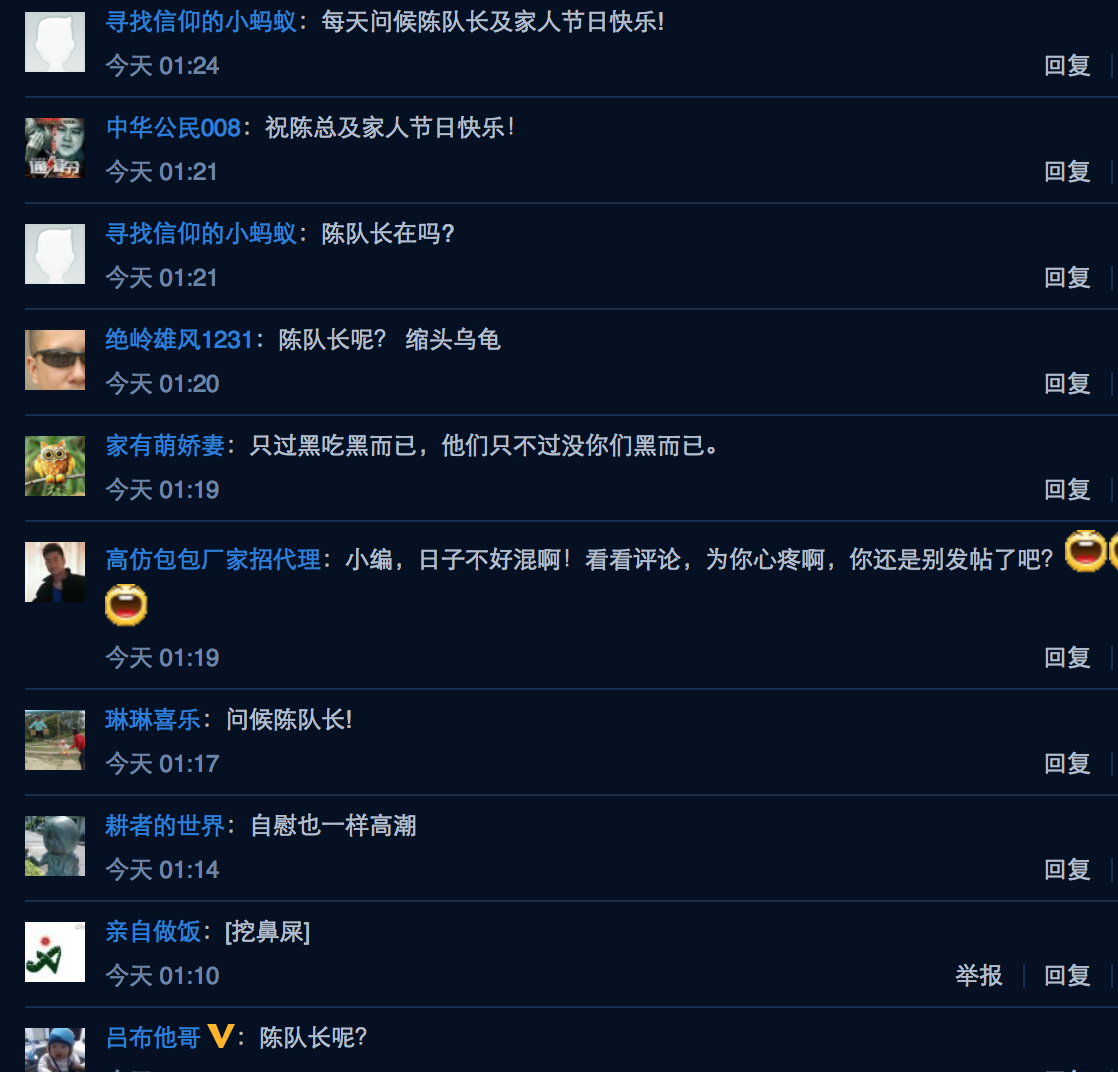 寻找信仰的小蚂蚁：每天问候陈队长及家人节日快乐!
今天 01:24
回复
中华公民008：祝陈总及家人节日快乐！
今天 01:21
回复
寻找信仰的小蚂蚁：陈队长在吗?
今天 01:21
回复
绝岭雄风1231：陈队长呢? 缩头乌龟
今天 01:20
回复
家有萌娇妻：只过黑吃黑而已，他们只不过没你们黑而已。
今天 01:19
回复
高仿包包厂家招代理：小编，日子不好混啊！看看评论，为你心疼啊，你还是别发帖了吧?
今天 01:19
回复
琳琳喜乐：问候陈队长!
今天 01:17
回复
耕者的世界：自慰也一样高潮
今天 01:14
回复
亲自做饭：[挖鼻屎]
今天 01:10
举报 回复
吕布他哥 V：陈队长呢?